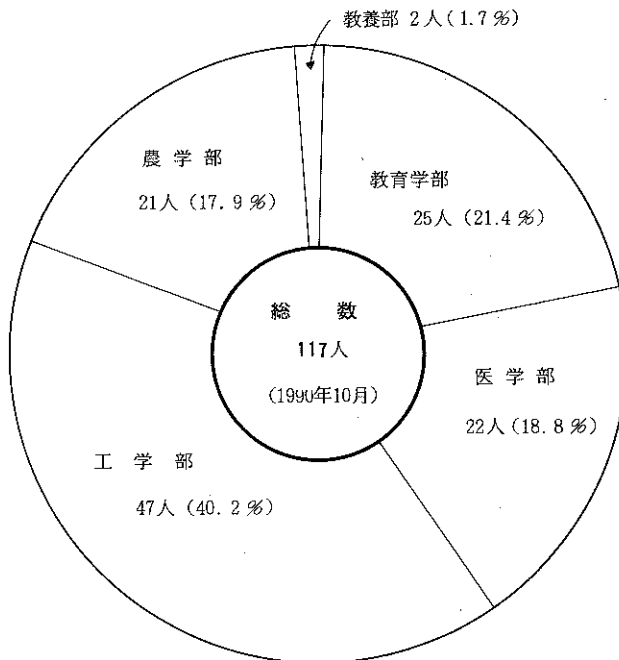 教養部 2人(1.7%)
農学部
21人(17.9%)
教育学部
25人(21.4%)
総数
117人
(1990年10月)
医学部
22人(18.8%)
工学部
47人(40.2%)